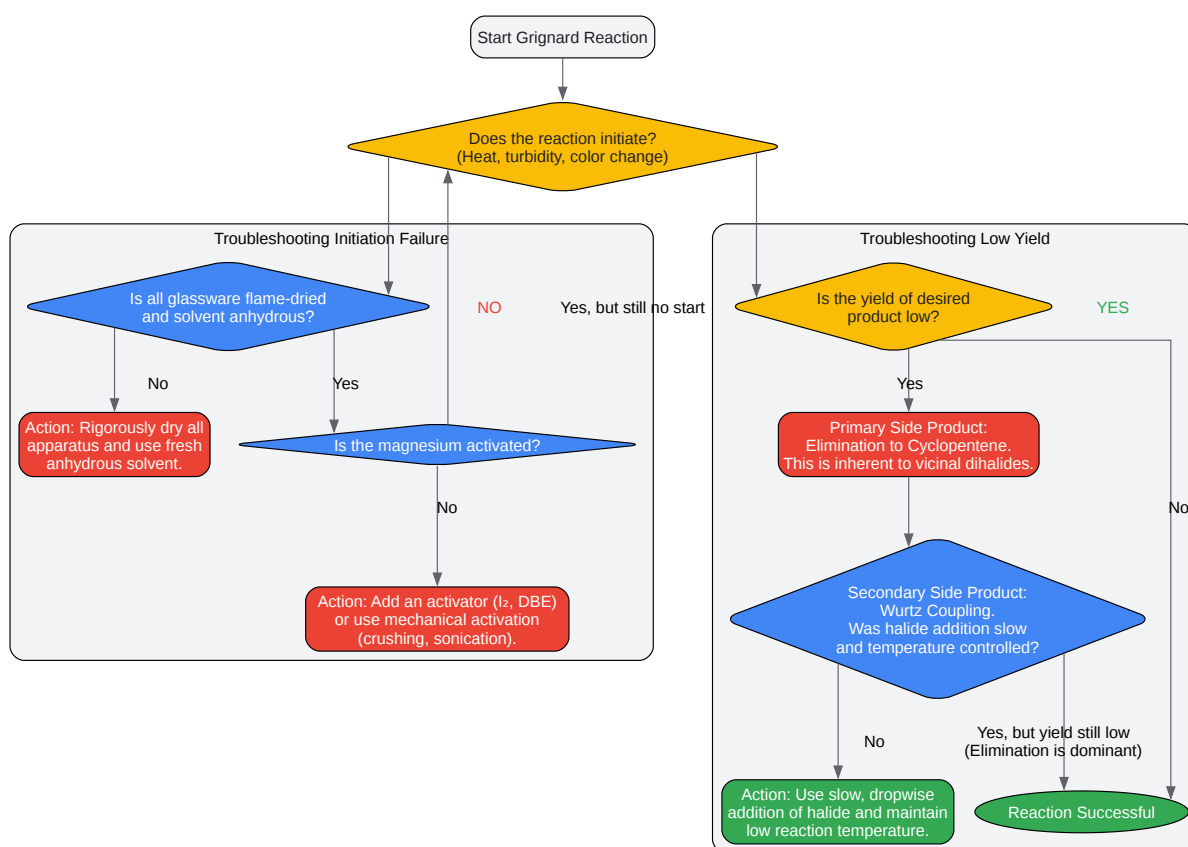 Start Grignard Reaction
Does the reaction initiate?
(Heat, turbidity, color change)
Troubleshooting Initiation Failure
Is all glassware flame-dried
and solvent anhydrous?
NO
Yes, but still no start
No
Yes
Action: Rigorously dry all
apparatus and use fresh
anhydrous solvent.
Is the magnesium activated?
No
Action: Add an activator (I₂, DBE)
or use mechanical activation
(crushing, sonication).
Troubleshooting Low Yield
Is the yield of desired
product low?
YES
Yes
Primary Side Product:
Elimination to Cyclopentene.
This is inherent to vicinal dihalides.
No
Secondary Side Product:
Wurtz Coupling.
Was halide addition slow
and temperature controlled?
No
Yes, but yield still low
(Elimination is dominant)
Action: Use slow, dropwise
addition of halide and maintain
low reaction temperature.
Reaction Successful